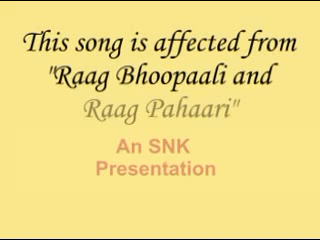 This song is affected from
"Raag Bhoopaali and
Raag Pahaari"
An SNK
Presentation